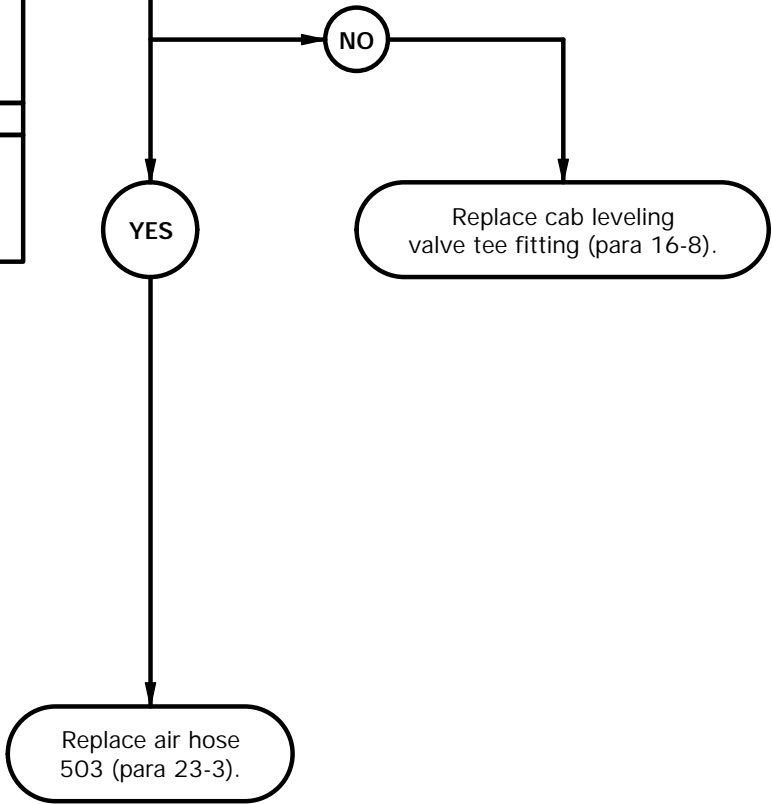 NO
YES
Replace cab leveling
valve tee fitting (para 16-8).
Replace air hose
503 (para 23-3).